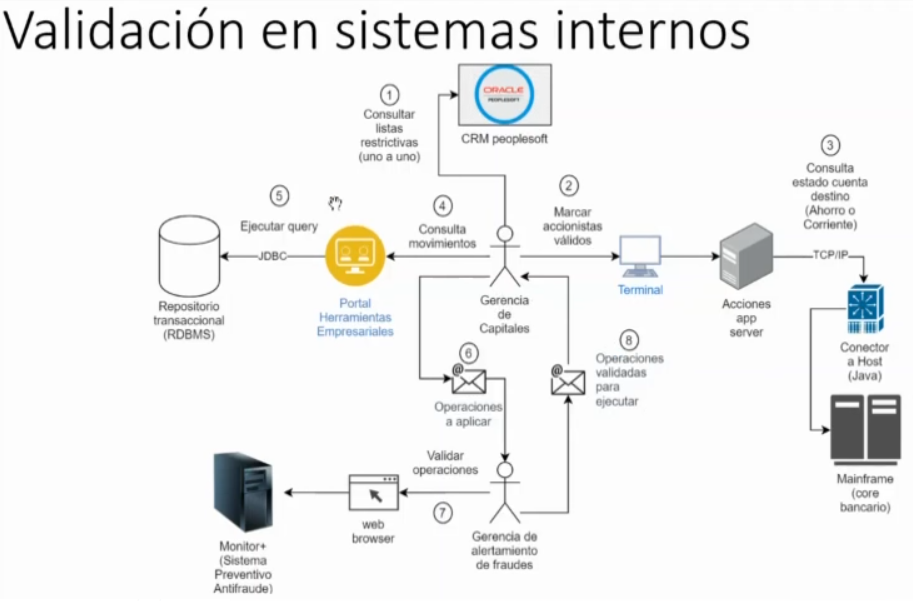 Validación en sistemas internos
1
Consultar
listas
restrictivas
(uno a uno)
ORACLE
PEOPLESOFT
CRM peoplesoft
2
Marcar
accionistas
válidos
3
Consulta
estado cuenta
destino
(Ahorro o
Corriente)
5
Ejecutar query
4
Consulta
movimientos
JDBC
TCP/IP
Repositorio
transaccional
(RDBMS)
Portal
Herramientas
Empresariales
Gerencia
de
Capitales
Terminal
Acciones
app
server
Conector
a Host
(Java)
6
@
Operaciones
a aplicar
8
Operaciones
validadas
para
ejecutar
@
Mainframe
(core
bancario)
Validar
operaciones
7
web
browser
Gerencia de
alertamiento
de fraudes
Monitor+
(Sistema
Preventivo
Antifraude)